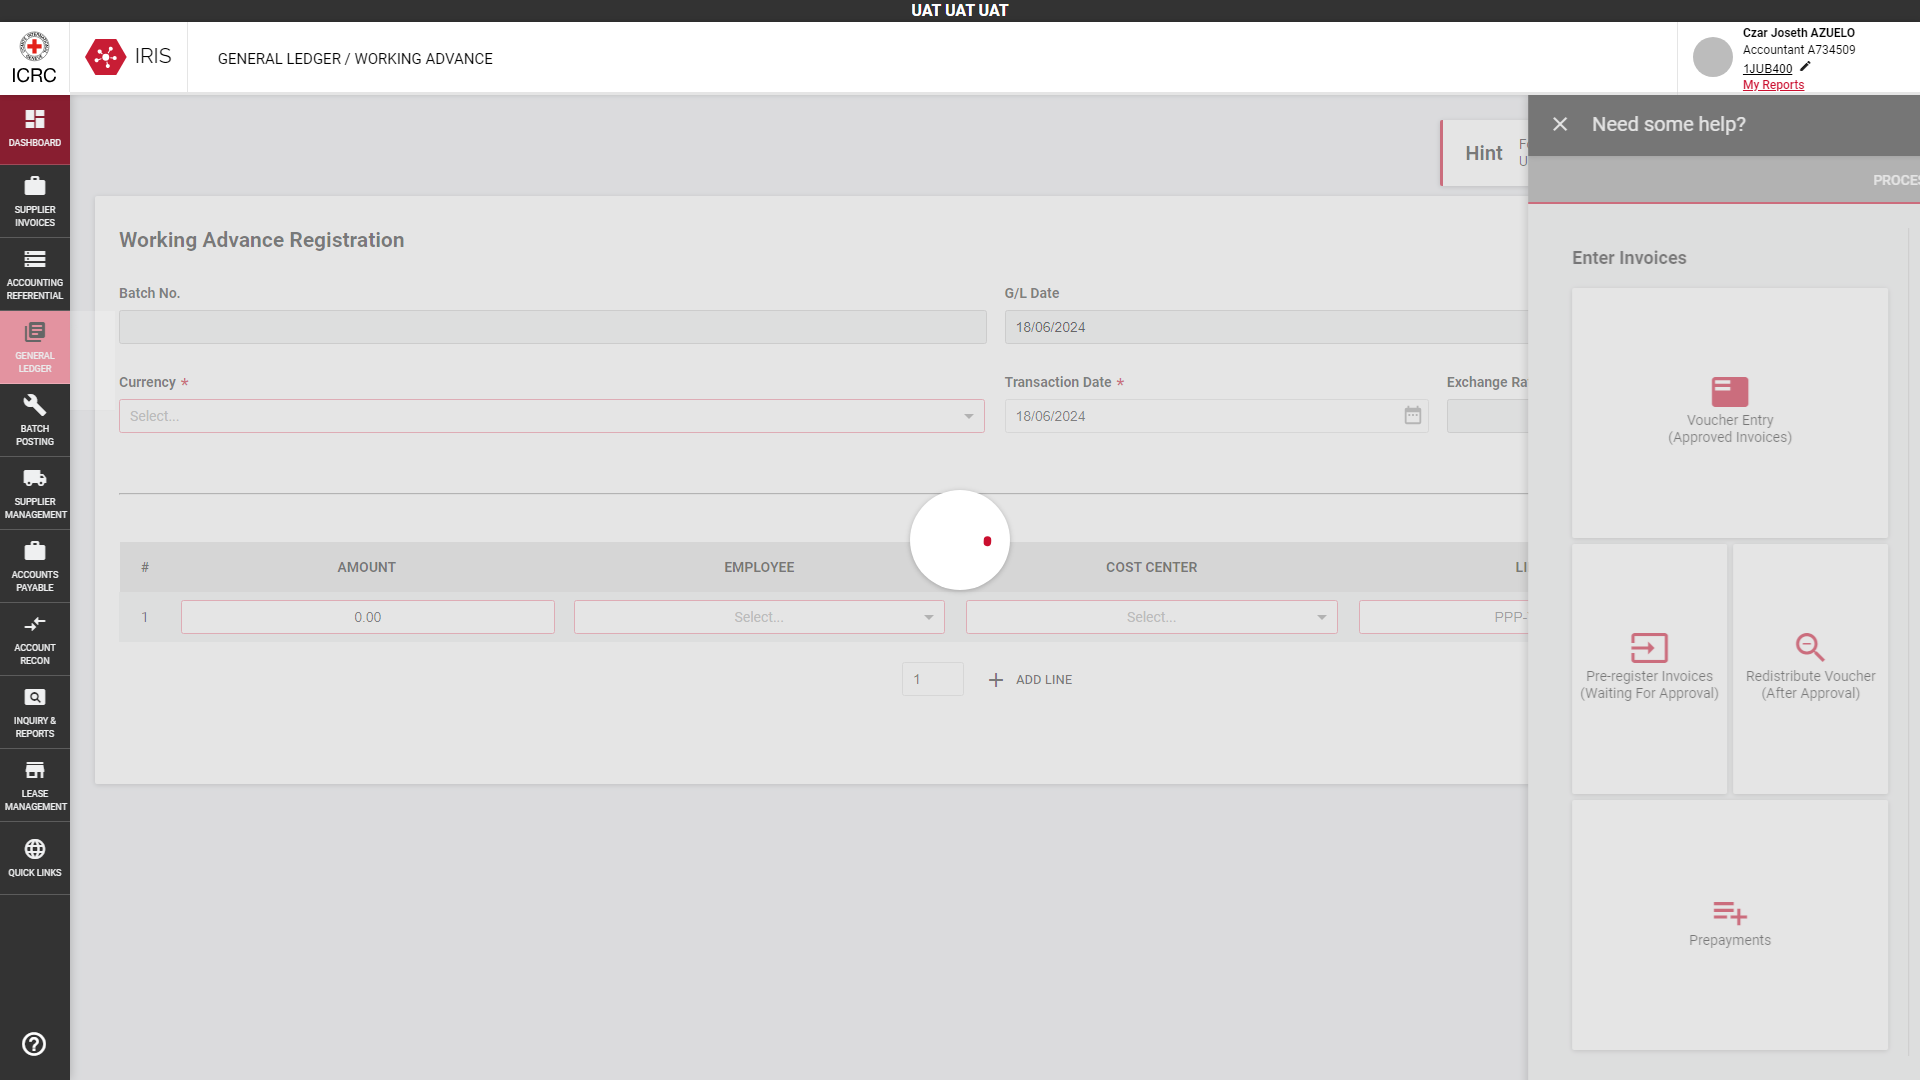 UAT UAT UAT
ICRC
IRIS
GENERAL LEDGER / WORKING ADVANCE
Czar Joseth AZUELO
Accountant A734509
1JUB400
My Reports
DASHBOARD
SUPPLIER
INVOICES
ACCOUNTING
REFERENTIAL
GENERAL
LEDGER
BATCH
POSTING
SUPPLIER
MANAGEMENT
ACCOUNTS
PAYABLE
ACCOUNT
RECON
INQUIRY &
REPORTS
LEASE
MANAGEMENT
QUICK LINKS
Hint
Working Advance Registration
Batch No.
G/L Date
18/06/2024
Currency *
Transaction Date *
Exchange Ra
Select...
18/06/2024
# AMOUNT EMPLOYEE COST CENTER LI
1 0.00 Select... Select... PPP-
1 ADD LINE
Need some help?
PROCES
Enter Invoices
Voucher Entry
(Approved Invoices)
Pre-register Invoices
(Waiting For Approval)
Redistribute Voucher
(After Approval)
Prepayments